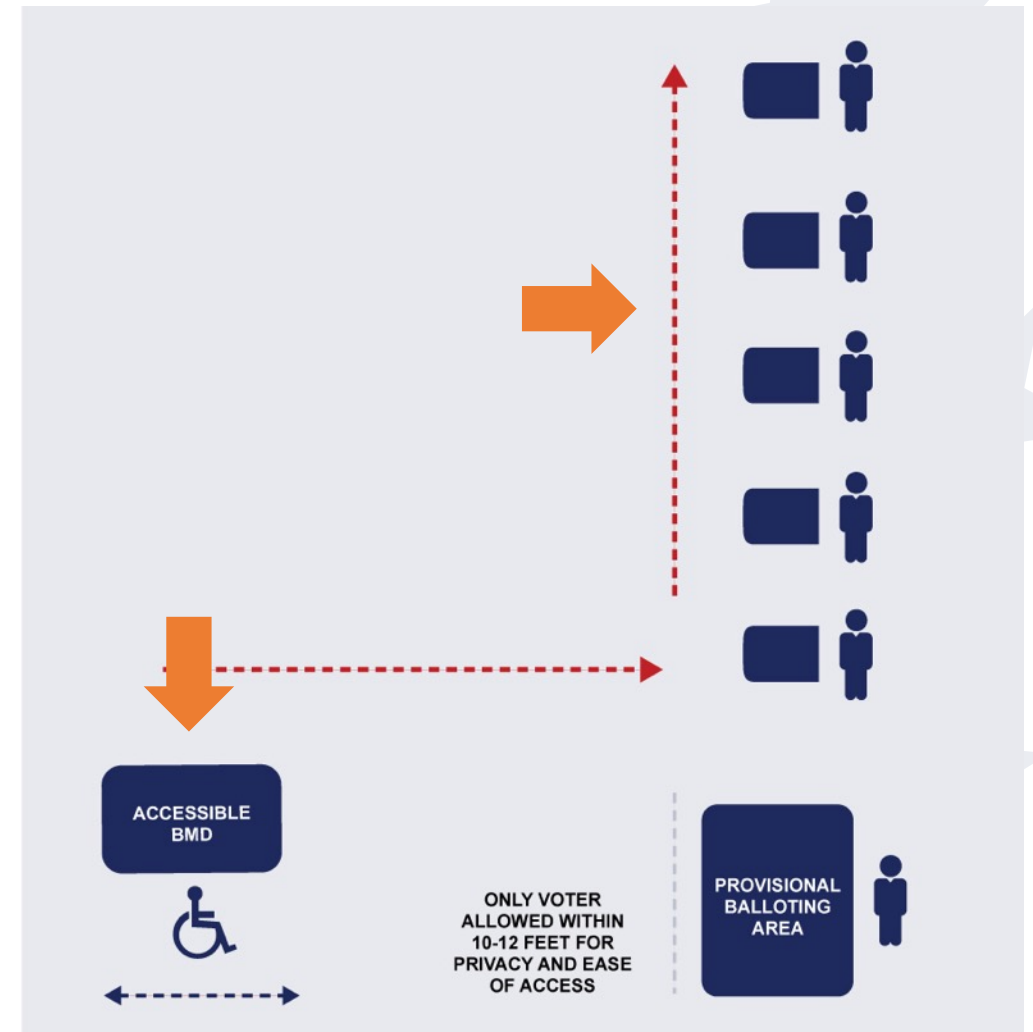 ACCESSIBLE
BMD
ONLY VOTER
ALLOWED WITHIN
10-12 FEET FOR
PRIVACY AND EASE
OF ACCESS
PROVISIONAL
BALLOTING
AREA